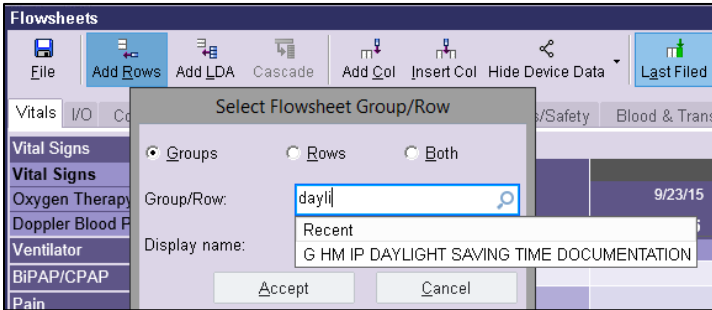 Flowsheets
File Add Rows Add LDA Cascade Add Col Insert Col Hide Device Data Last Filed
Vitals I/O Select Flowsheet Group/Row s/Safety Blood & Trans
Vital Signs Groups Rows Both
Vital Signs
Oxygen Therapy Group/Row: dayli 9/23/15
Doppler Blood P Recent
Ventilator Display name: G HM IP DAYLIGHT SAVING TIME DOCUMENTATION
BiPAP/CPAP Accept Cancel
Pain